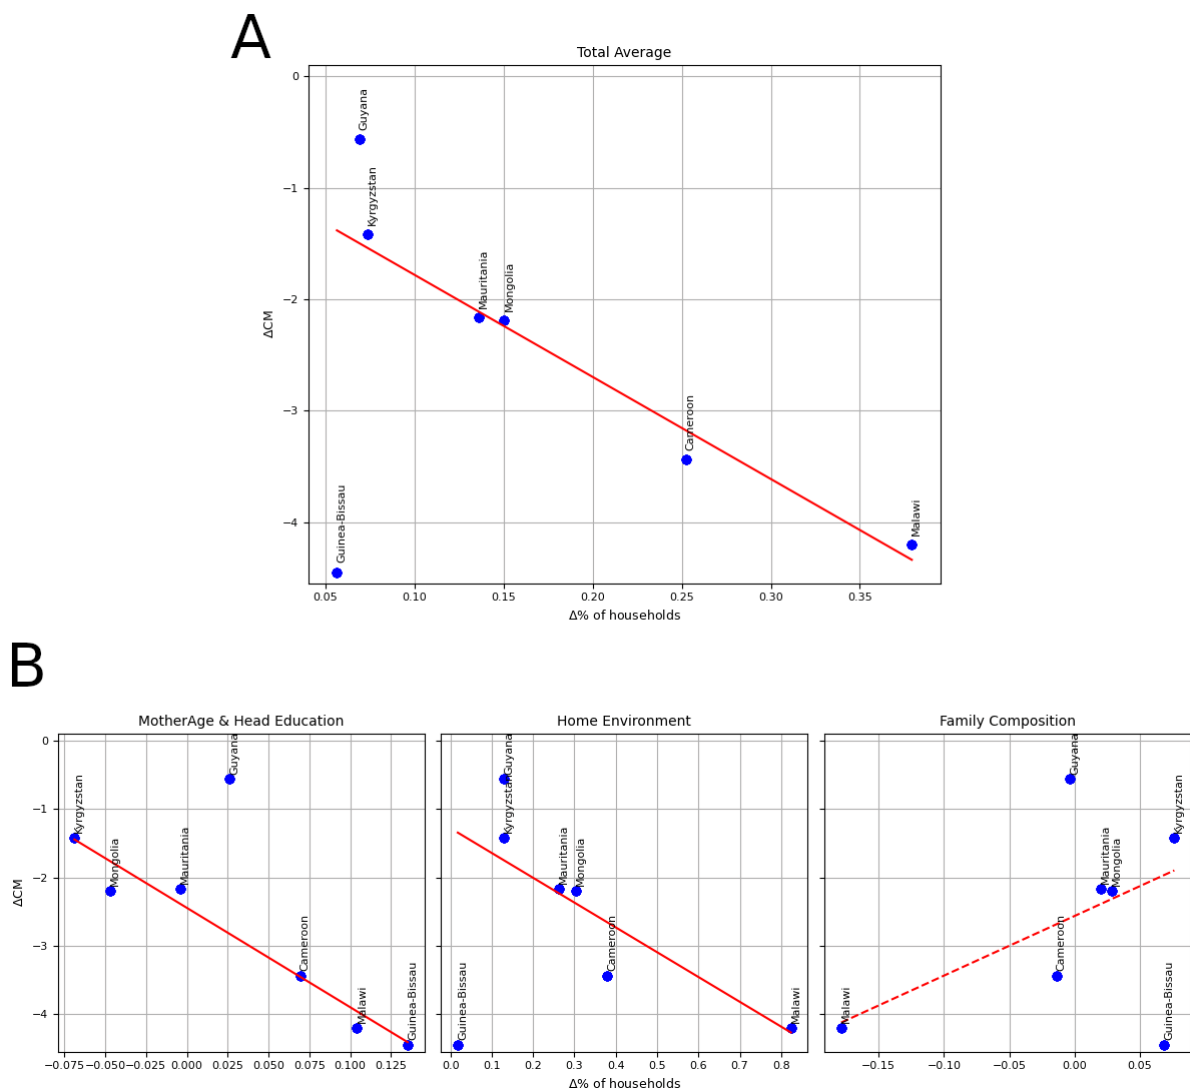 A
Total Average
0
−1
−2
−3
−4
ΔCM
Guyana
Kyrgyzstan
Mauritania
Mongolia
Cameroon
Malawi
Guinea-Bissau
0.05 0.10 0.15 0.20 0.25 0.30 0.35
Δ% of households
B
MotherAge & Head Education
0
−1
−2
−3
−4
ΔCM
Guyana
Kyrgyzstan
Mongolia
Mauritania
Cameroon
Malawi
Guinea-Bissau
−0.075 −0.050 −0.025 0.000 0.025 0.050 0.075 0.100 0.125
Home Environment
Guyana
Kyrgyzstan
Mauritania
Mongolia
Cameroon
Malawi
Guinea-Bissau
0.0 0.1 0.2 0.3 0.4 0.5 0.6 0.7 0.8
Δ% of households
Family Composition
Guyana
Kyrgyzstan
Mauritania
Mongolia
Cameroon
Malawi
Guinea-Bissau
−0.15 −0.10 −0.05 0.00 0.05